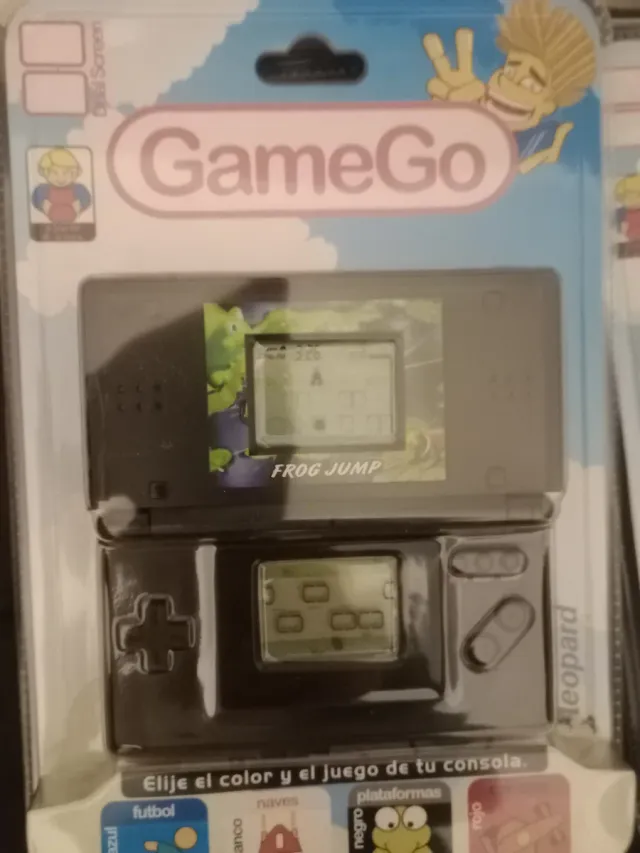 Dual Screen
GameGo
FROG JUMP
leopard
Elije el color y el juego de tu consola.
futbol
naves
plataformas
azul
negro
rojo